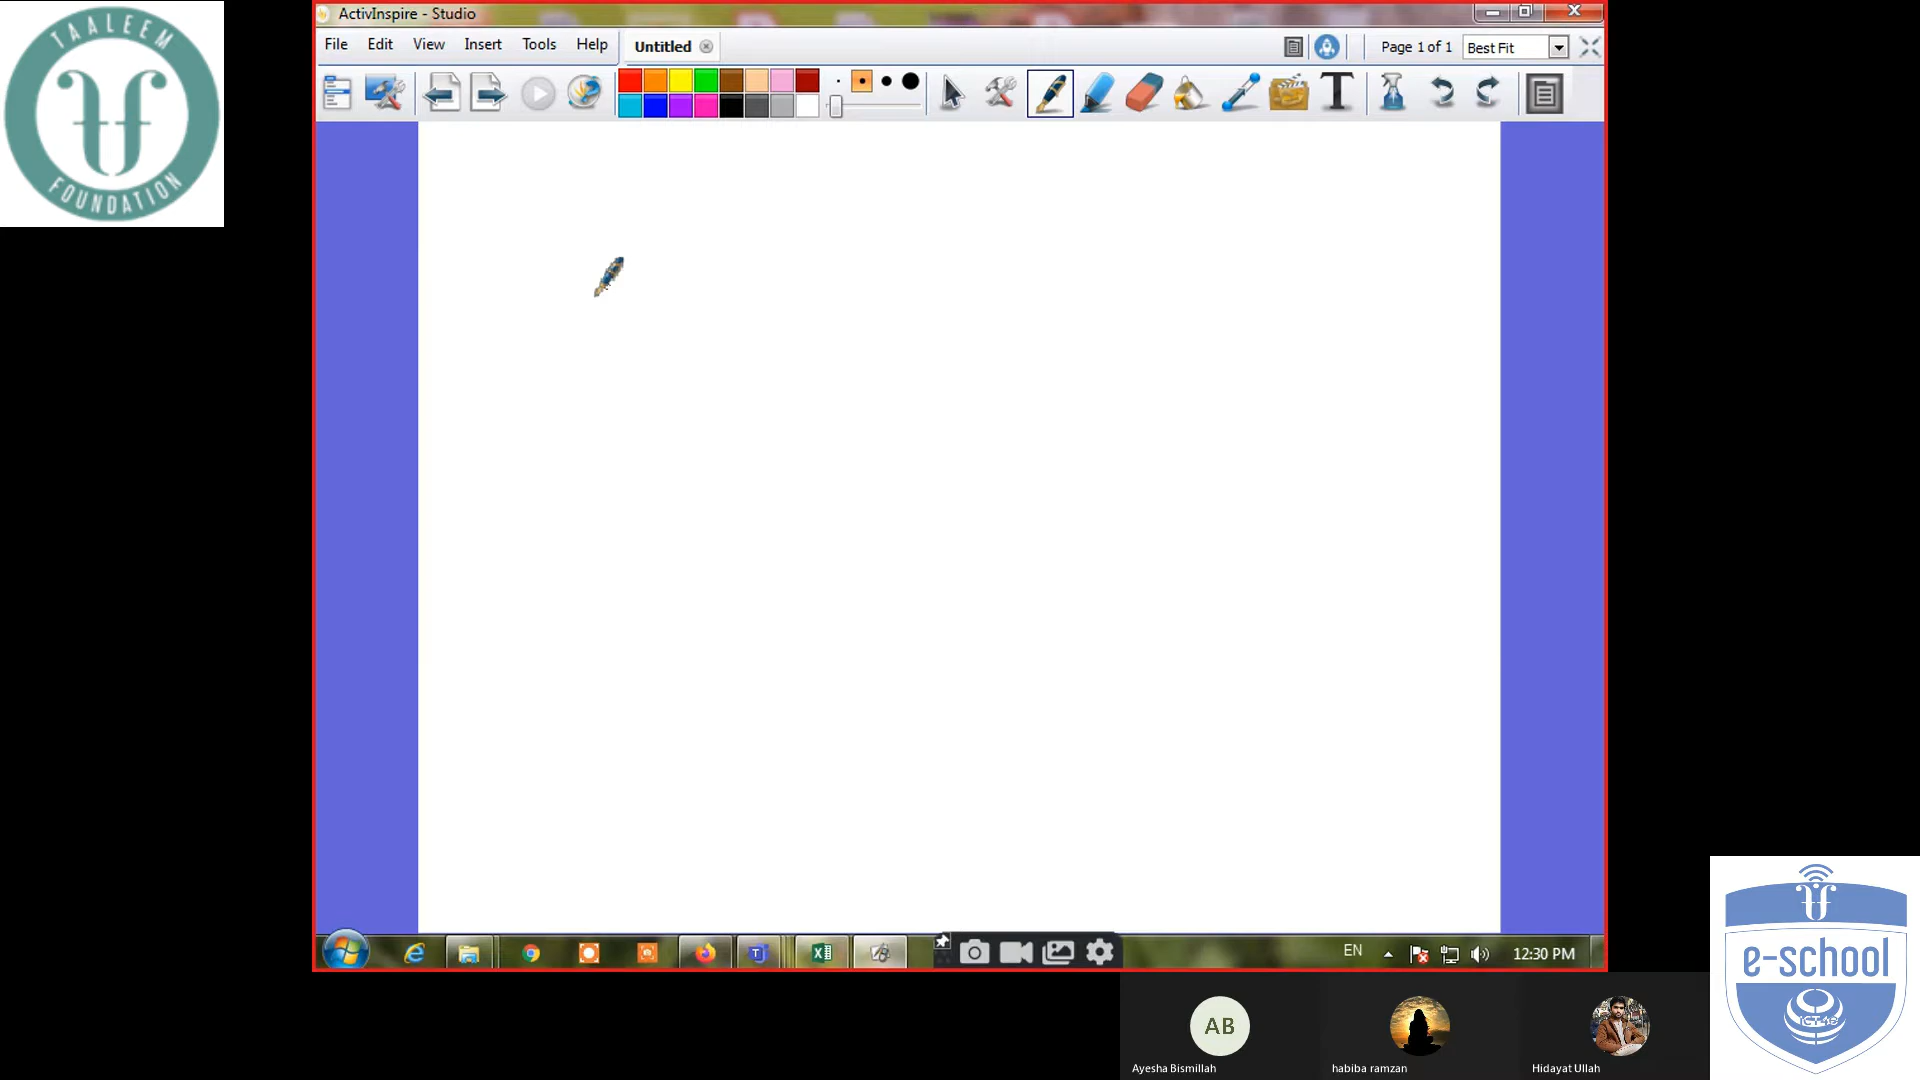 TAALEEM
FOUNDATION
ActivInspire - Studio
File Edit View Insert Tools Help Untitled Page 1 of 1 Best Fit
T
EN 12:30 PM
AB
Ayesha Bismillah habiba ramzan Hidayat Ullah
e-school